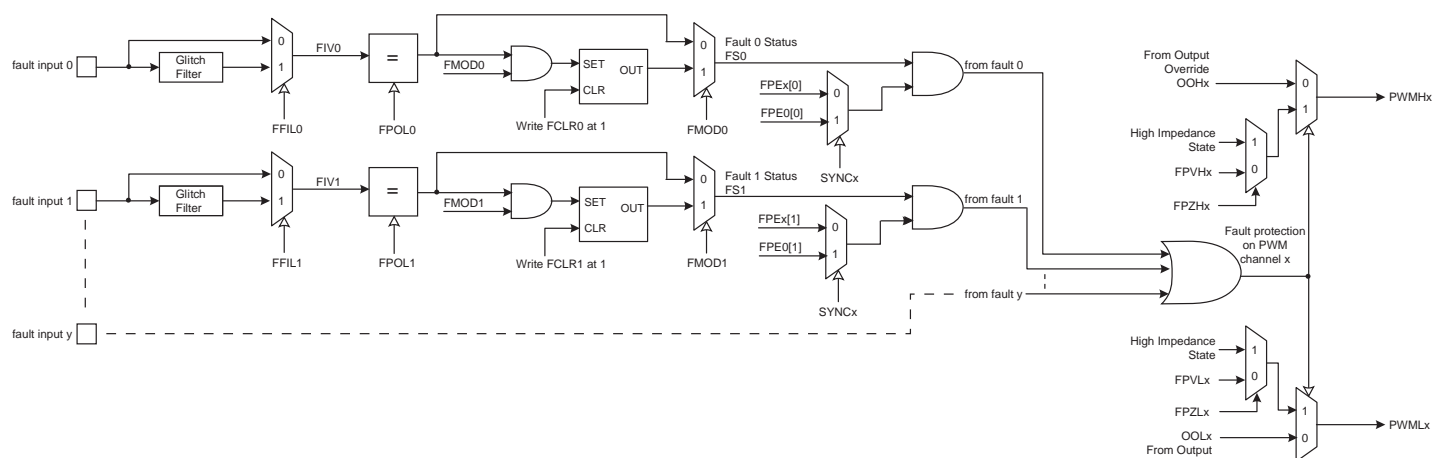 fault input 0
Glitch
Filter
0
1
FIV0
FFIL0
=
FPOL0
FMOD0
SET
OUT
CLR
Write FCLR0 at 1
0
1
FMOD0
Fault 0 Status
FS0
FPEx[0]
FPE0[0]
0
1
SYNCx
from fault 0
fault input 1
Glitch
Filter
0
1
FIV1
FFIL1
=
FPOL1
FMOD1
SET
OUT
CLR
Write FCLR1 at 1
0
1
FMOD1
Fault 1 Status
FS1
FPEx[1]
FPE0[1]
0
1
SYNCx
from fault 1
fault input y
from fault y
Fault protection
on PWM
channel x
From Output
Override
OOHx
0
1
PWMHx
High Impedance
State
FPVHx
1
0
FPZHx
High Impedance
State
FPVLx
1
0
FPZLx
OOLx
From Output
1
0
PWMLx